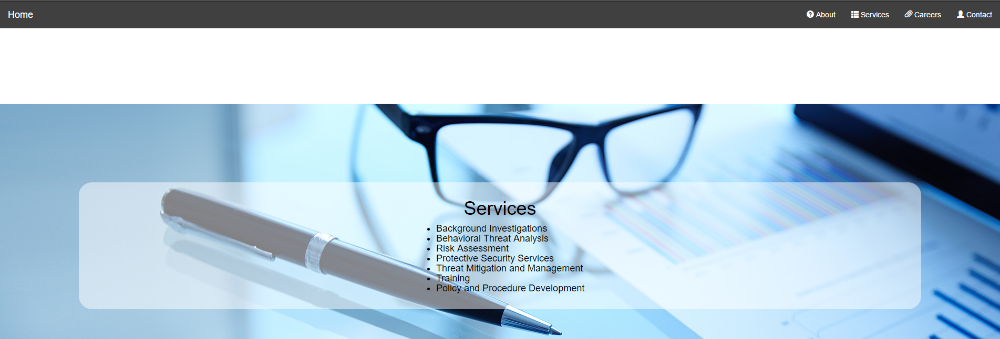 Home About Services Careers Contact
Services
Background Investigations
Behavioral Threat Analysis
Risk Assessment
Protective Security Services
Threat Mitigation and Management
Training
Policy and Procedure Development